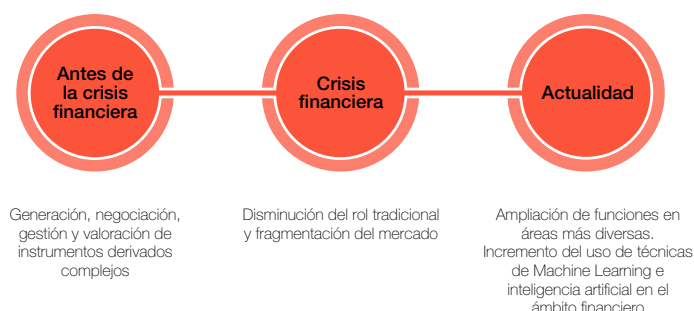 Antes de
la crisis
financiera
Crisis
financiera
Actualidad
Generación, negociación,
gestión y valoración de
instrumentos derivados
complejos
Disminución del rol tradicional
y fragmentación del mercado
Ampliación de funciones en
áreas más diversas.
Incremento del uso de técnicas
de Machine Learning e
inteligencia artificial en el
ámbito financiero